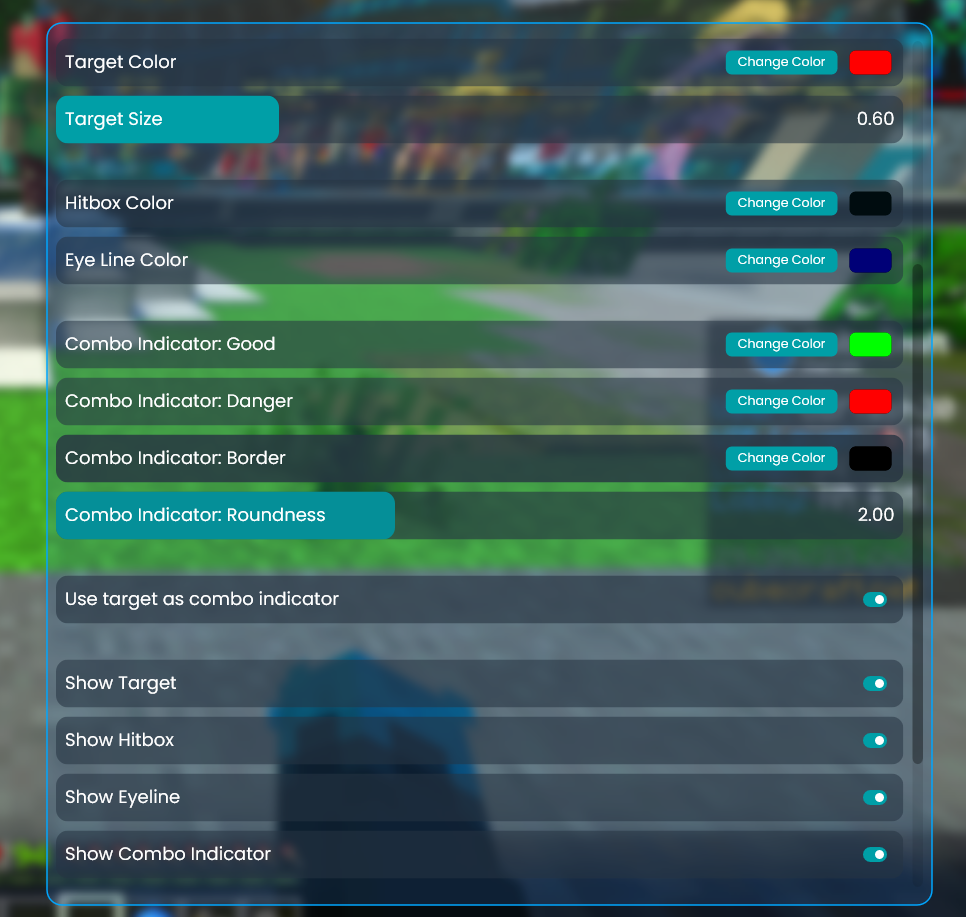 Target Color Change Color
Target Size 0.60
Hitbox Color Change Color
Eye Line Color Change Color
Combo Indicator: Good Change Color
Combo Indicator: Danger Change Color
Combo Indicator: Border Change Color
Combo Indicator: Roundness 2.00
Use target as combo indicator
Show Target
Show Hitbox
Show Eyeline
Show Combo Indicator